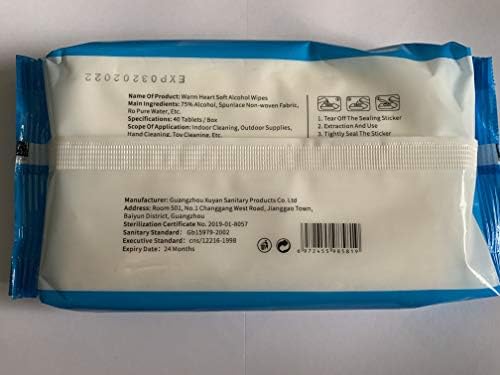 EXP03202022
Name Of Product: Warm Heart Soft Alcohol Wipes
Main Ingredients: 75% Alcohol, Spunlace Non-woven Fabric,
Ro Pure Water, Etc.
Specifications: 40 Tablets / Box
Scope Of Application: Indoor Cleaning, Outdoor Supplies,
Hand Cleaning, Toy Cleaning, Etc.
1. Tear Off The Sealing Sticker
2. Extraction And Use
3. Tightly Seal The Sticker
Manufacturer: Guangzhou Xuyan Sanitary Products Co. Ltd
Address: Room 501, No.1 Changgang West Road, Jianggao Town,
Baiyun District, Guangzhou
Sterilization Certificate No. 2019-01-8057
Sanitary Standard: Gb15979-2002
Executive Standard: cns/12216-1998
Expiry Date: 24 Months
6 972455 985819